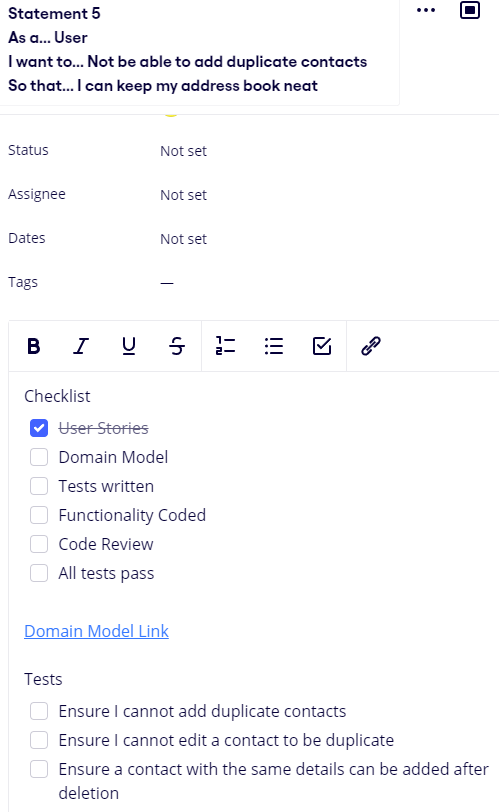 Statement 5
As a... User
I want to... Not be able to add duplicate contacts
So that... I can keep my address book neat
Status Not set
Assignee Not set
Dates Not set
Tags —
B I U S
Checklist
User Stories
Domain Model
Tests written
Functionality Coded
Code Review
All tests pass
Domain Model Link
Tests
Ensure I cannot add duplicate contacts
Ensure I cannot edit a contact to be duplicate
Ensure a contact with the same details can be added after
deletion